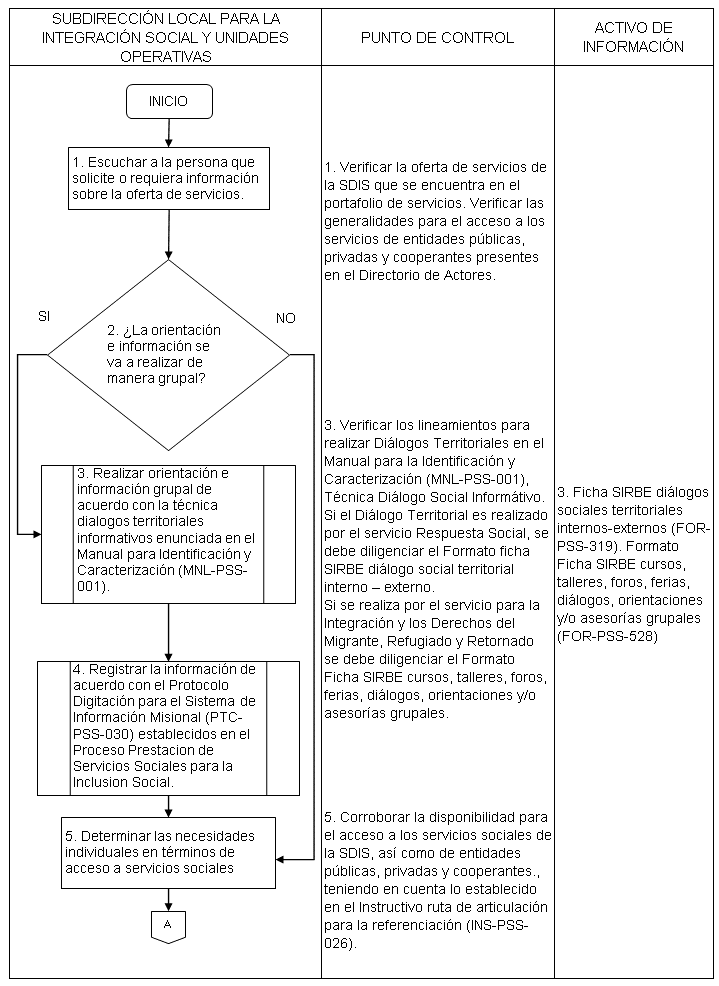 SUBDIRECCIÓN LOCAL PARA LA
INTEGRACIÓN SOCIAL Y UNIDADES
OPERATIVAS
PUNTO DE CONTROL
ACTIVO DE
INFORMACIÓN
INICIO
1. Escuchar a la persona que
solicite o requiera información
sobre la oferta de servicios.
1. Verificar la oferta de servicios de
la SDIS que se encuentra en el
portafolio de servicios. Verificar las
generalidades para el acceso a los
servicios de entidades públicas,
privadas y cooperantes presentes
en el Directorio de Actores.
SI
NO
2. ¿La orientación
e información se
va a realizar de
manera grupal?
3. Realizar orientación e
información grupal de
acuerdo con la técnica
dialogos territoriales
informativos enunciada en el
Manual para Identificación y
Caracterización (MNL-PSS-
001).
3. Verificar los lineamientos para
realizar Diálogos Territoriales en el
Manual para la Identificación y
Caracterización (MNL-PSS-001),
Técnica Diálogo Social Informátivo.
Si el Diálogo Territorial es realizado
por el servicio Respuesta Social, se
debe diligenciar el Formato ficha
SIRBE diálogo social territorial
interno – externo.
Si se realiza por el servicio para la
Integración y los Derechos del
Migrante, Refugiado y Retornado
se debe diligenciar el Formato
Ficha SIRBE cursos, talleres, foros,
ferias, diálogos, orientaciones y/o
asesorías grupales.
3. Ficha SIRBE diálogos
sociales territoriales
internos-externos (FOR-
PSS-319). Formato
Ficha SIRBE cursos,
talleres, foros, ferias,
diálogos, orientaciones
y/o asesorías grupales
(FOR-PSS-528)
4. Registrar la información de
acuerdo con el Protocolo
Digitación para el Sistema de
Información Misional (PTC-
PSS-030) establecidos en el
Proceso Prestacion de
Servicios Sociales para la
Inclusion Social.
5. Determinar las necesidades
individuales en términos de
acceso a servicios sociales
5. Corroborar la disponibilidad para
el acceso a los servicios sociales de
la SDIS, así como de entidades
públicas, privadas y cooperantes.,
teniendo en cuenta lo establecido
en el Instructivo ruta de articulación
para la referenciación (INS-PSS-
026).
A